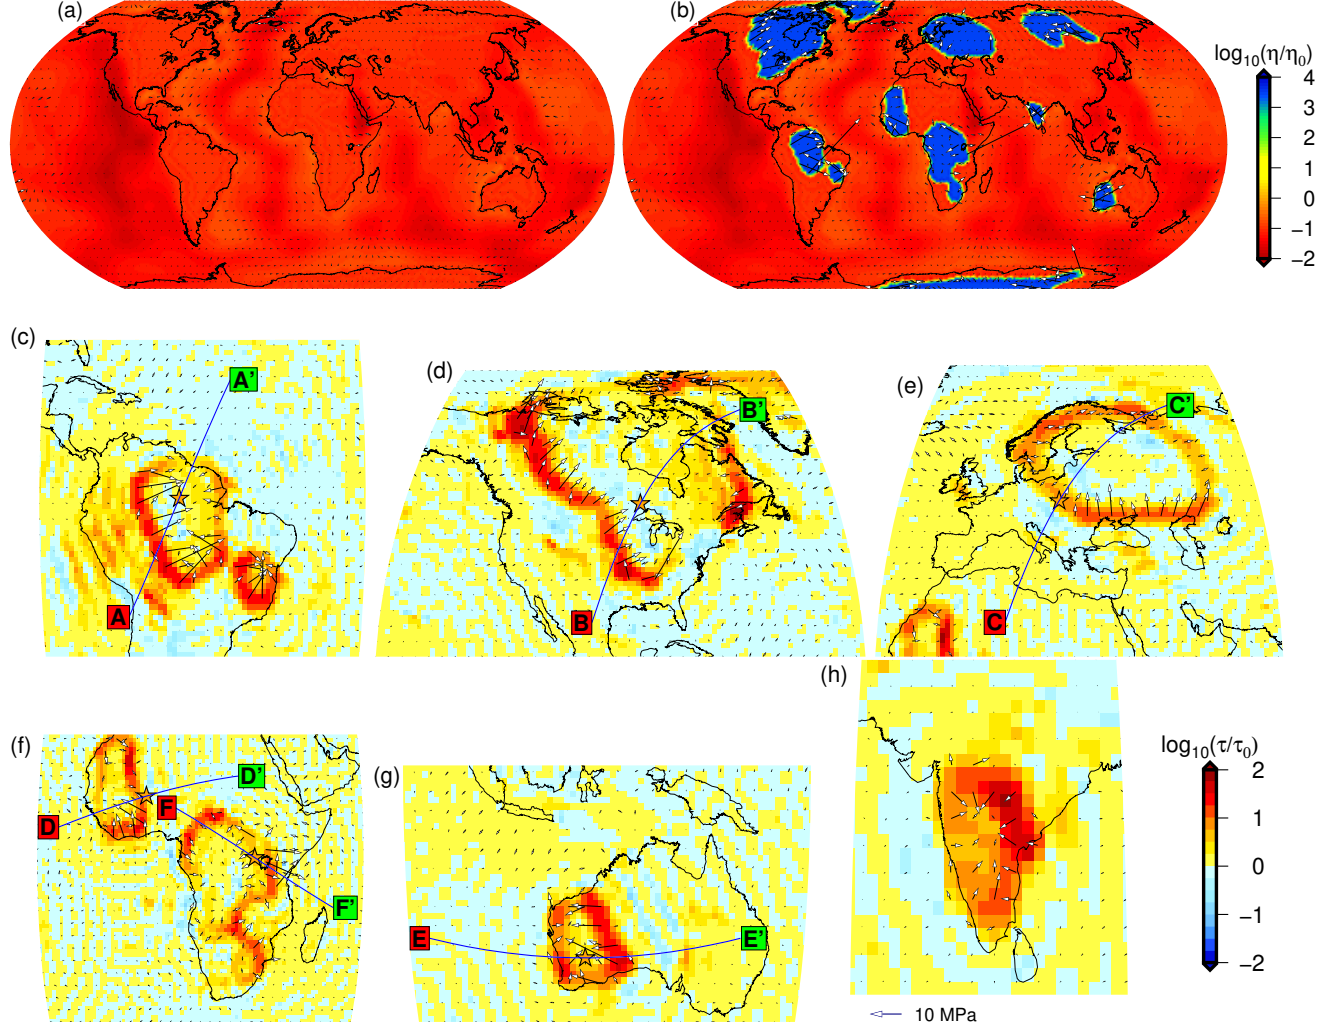 (a)
(b)
log₁₀(η/η₀)
4
3
2
1
0
−1
−2
(c)
A'
A
(d)
B'
B
(e)
C'
C
(f)
D'
D
F
F'
(g)
E
E'
(h)
log₁₀(τ/τ₀)
2
1
0
−1
−2
10 MPa